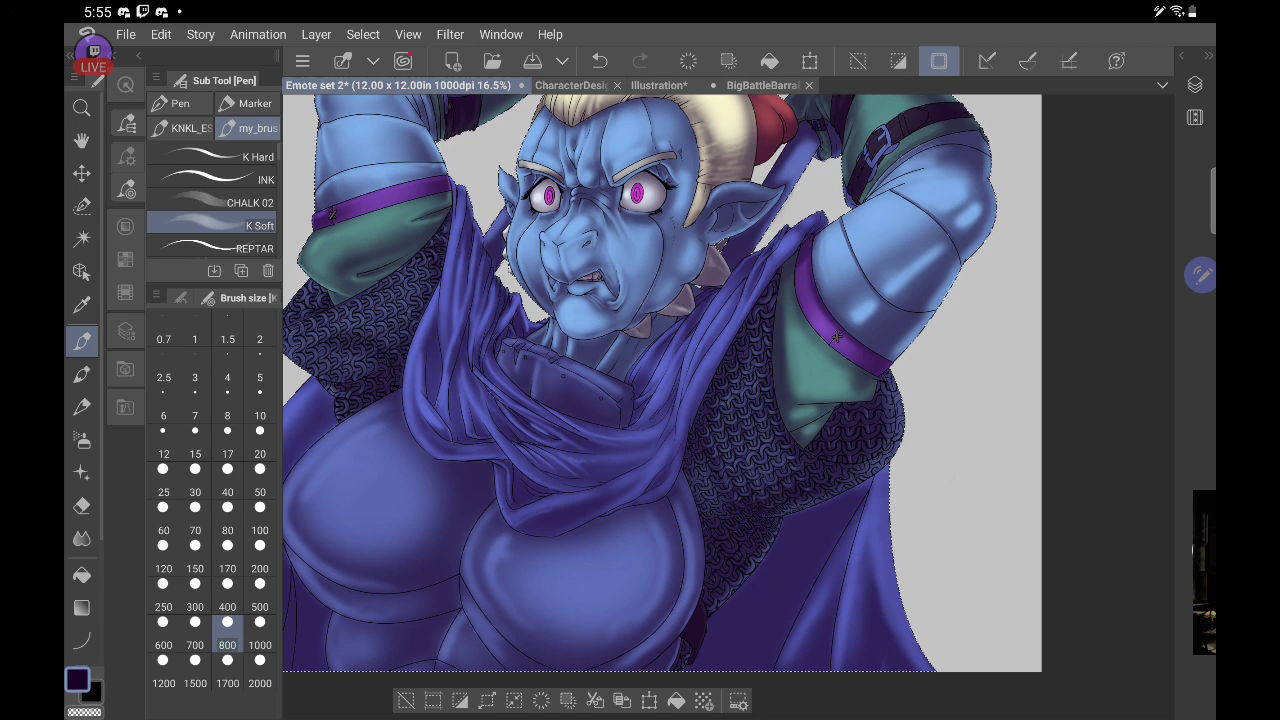 5:55
File Edit Story Animation Layer Select View Filter Window Help
LIVE
Sub Tool [Pen]
Emote set 2* (12.00 x 12.00in 1000dpi 16.5%) CharacterDesig Illustration* BigBattleBarral
Pen Marker
KNKL_ES my_brus
K Hard
INK
CHALK 02
K Soft
REPTAR
Brush size [K
0.7 1 1.5 2
2.5 3 4 5
6 7 8 10
12 15 17 20
25 30 40 50
60 70 80 100
120 150 170 200
250 300 400 500
600 700 800 1000
1200 1500 1700 2000